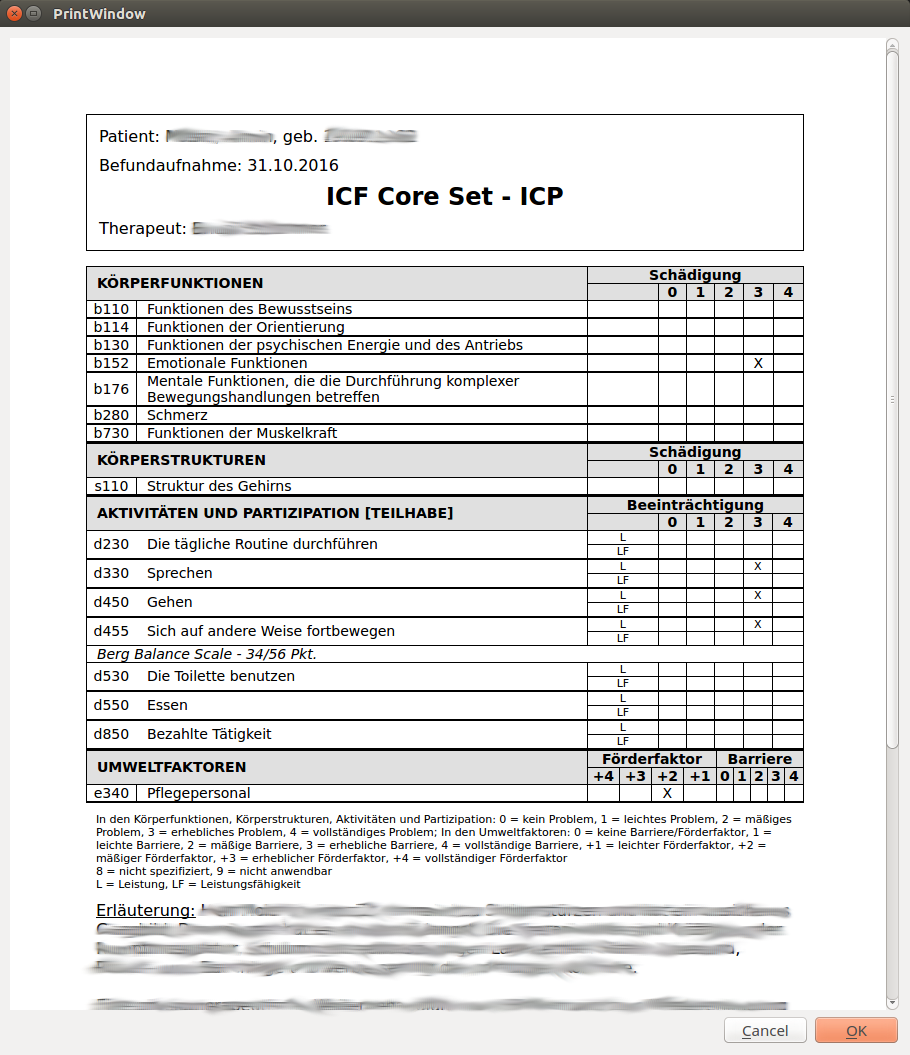 PrintWindow
Patient: , geb.
Befundaufnahme: 31.10.2016
ICF Core Set - ICP
Therapeut:
KÖRPERFUNKTIONEN Schädigung
0 1 2 3 4
b110 Funktionen des Bewusstseins
b114 Funktionen der Orientierung
b130 Funktionen der psychischen Energie und des Antriebs
b152 Emotionale Funktionen X
b176 Mentale Funktionen, die die Durchführung komplexer
Bewegungshandlungen betreffen
b280 Schmerz
b730 Funktionen der Muskelkraft
KÖRPERSTRUKTUREN Schädigung
0 1 2 3 4
s110 Struktur des Gehirns
AKTIVITÄTEN UND PARTIZIPATION [TEILHABE] Beeinträchtigung
0 1 2 3 4
d230 Die tägliche Routine durchführen L
LF
d330 Sprechen L X
LF
d450 Gehen L X
LF
d455 Sich auf andere Weise fortbewegen L X
LF
Berg Balance Scale - 34/56 Pkt.
d530 Die Toilette benutzen L
LF
d550 Essen L
LF
d850 Bezahlte Tätigkeit L
LF
UMWELTFAKTOREN Förderfaktor Barriere
+4 +3 +2 +1 0 1 2 3 4
e340 Pflegepersonal X
In den Körperfunktionen, Körperstrukturen, Aktivitäten und Partizipation: 0 = kein Problem, 1 = leichtes Problem, 2 = mäßiges
Problem, 3 = erhebliches Problem, 4 = vollständiges Problem; In den Umweltfaktoren: 0 = keine Barriere/Förderfaktor, 1 =
leichte Barriere, 2 = mäßige Barriere, 3 = erhebliche Barriere, 4 = vollständige Barriere, +1 = leichter Förderfaktor, +2 =
mäßiger Förderfaktor, +3 = erheblicher Förderfaktor, +4 = vollständiger Förderfaktor
8 = nicht spezifiziert, 9 = nicht anwendbar
L = Leistung, LF = Leistungsfähigkeit
Erläuterung:
Cancel OK